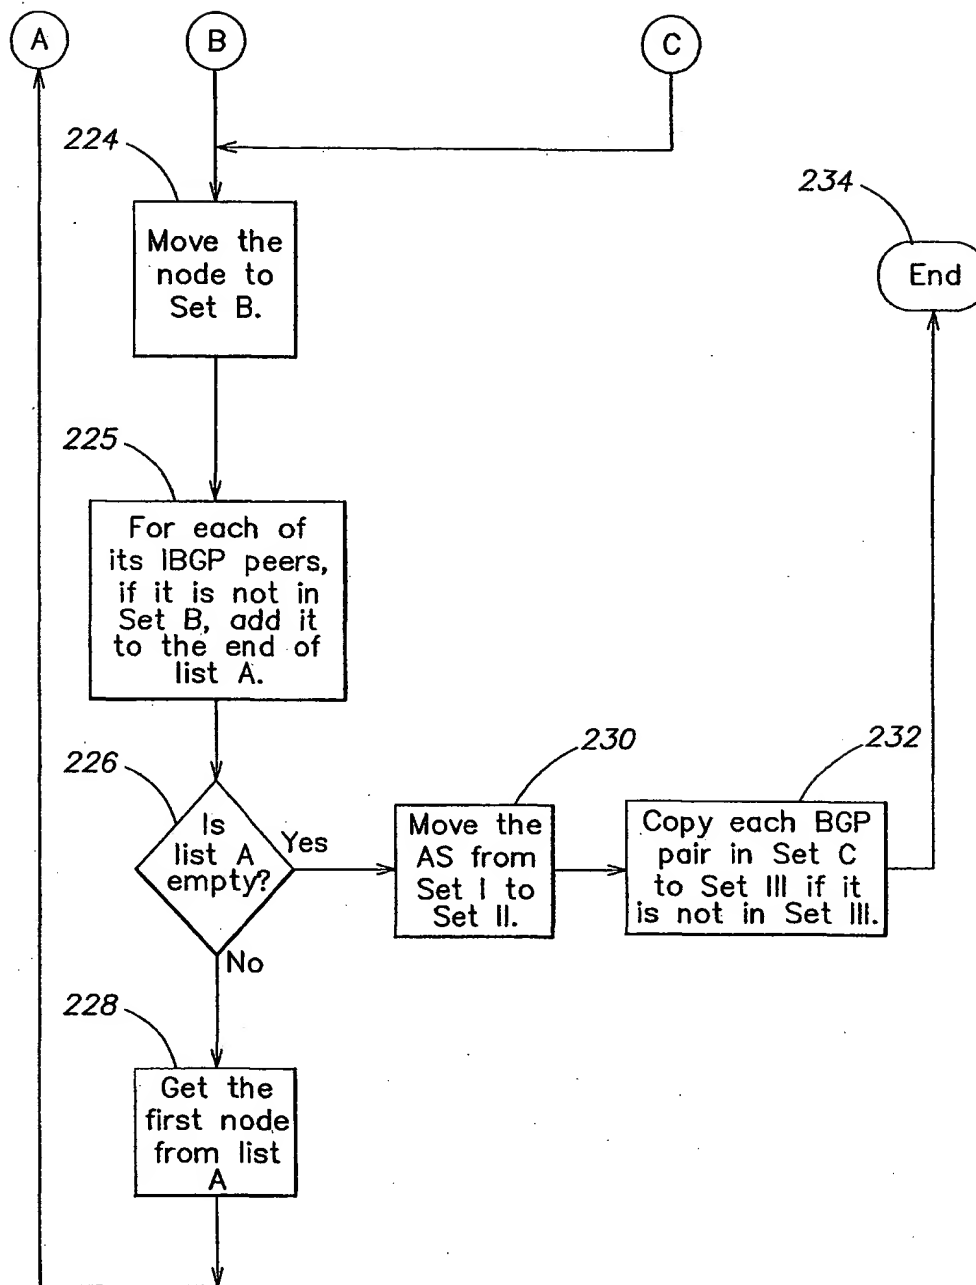 A
B
C
224
234
Move the
node to
Set B.
End
225
For each of
its IBGP peers,
if it is not in
Set B, add it
to the end of
list A.
226
230
232
Is
list A
empty?
Yes
Move the
AS from
Set I to
Set II.
Copy each BGP
pair in Set C
to Set III if it
is not in Set III.
No
228
Get the
first node
from list
A